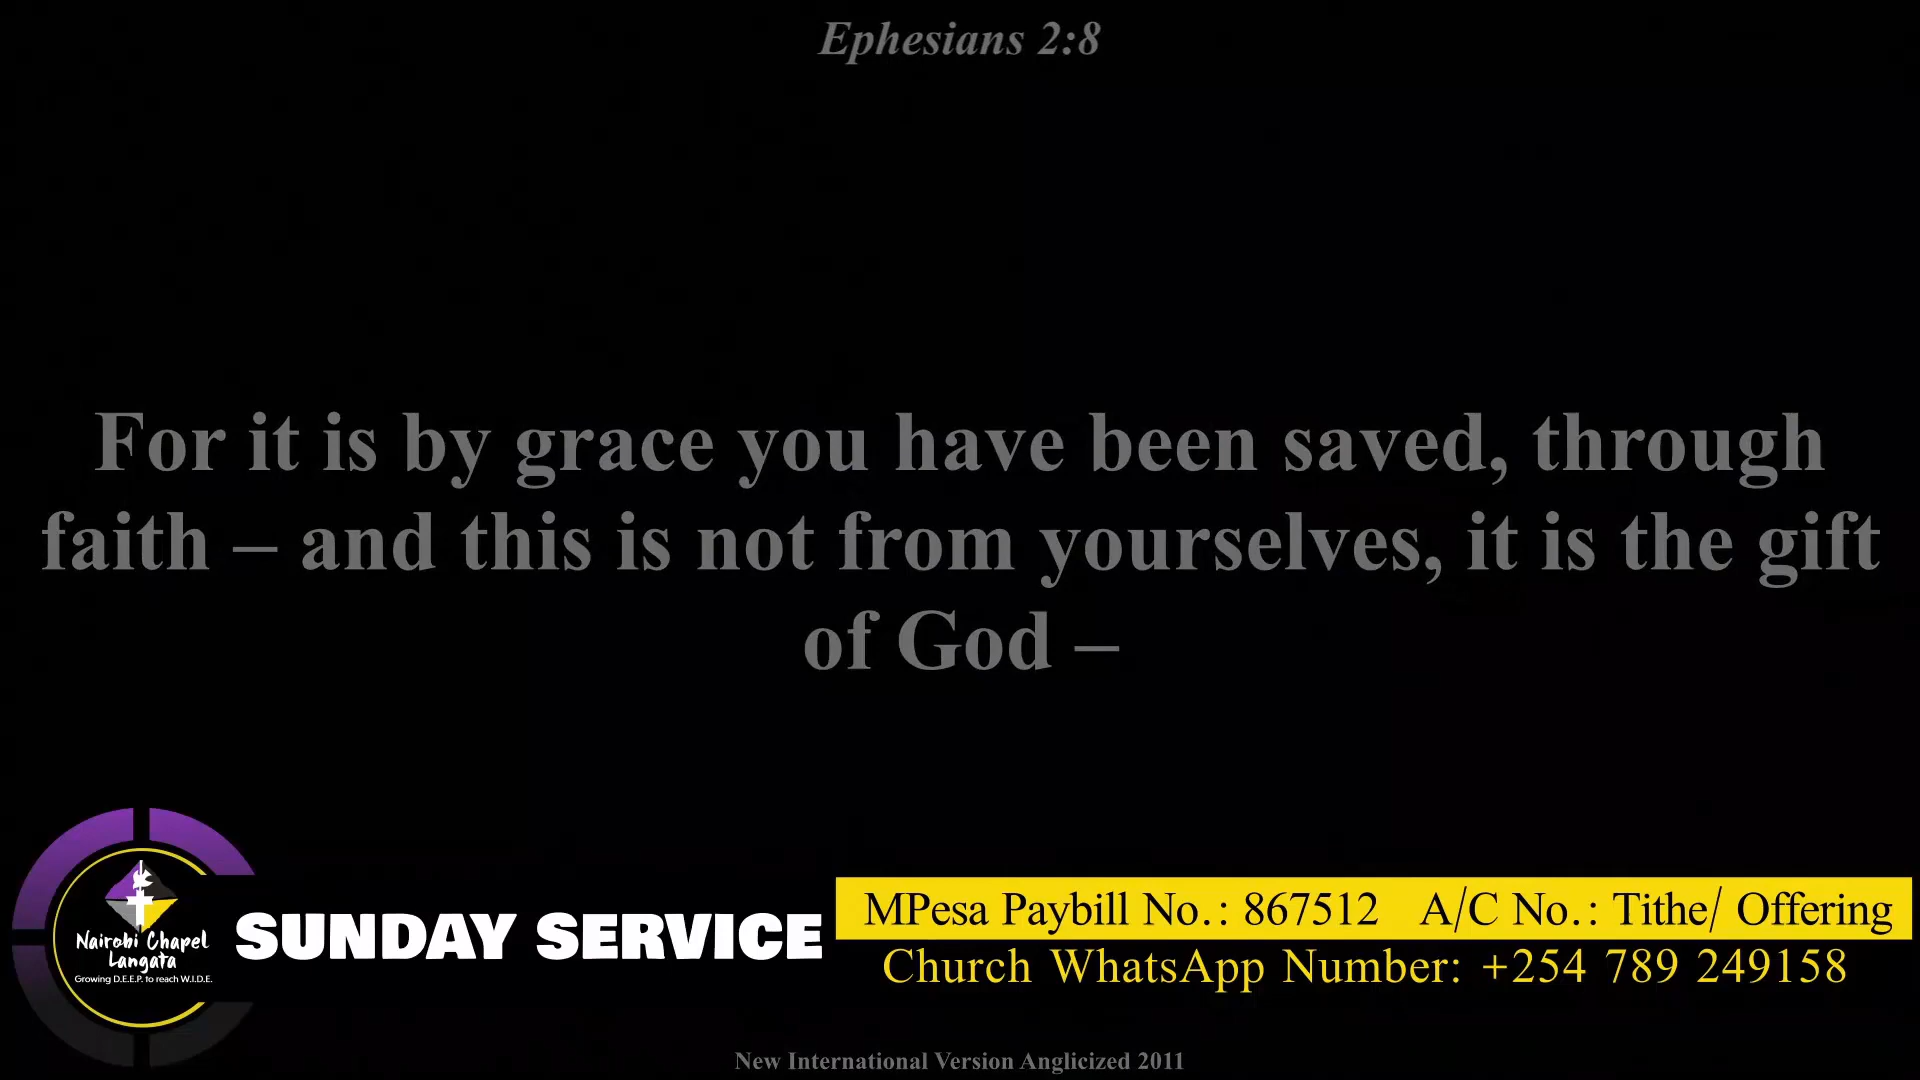 Ephesians 2:8
For it is by grace you have been saved, through
faith – and this is not from yourselves, it is the gift
of God –
Nairobi Chapel
Langata
Growing D.E.E.P. to reach W.I.D.E.
SUNDAY SERVICE
MPesa Paybill No.: 867512 A/C No.: Tithe/ Offering
Church WhatsApp Number: +254 789 249158
New International Version Anglicized 2011